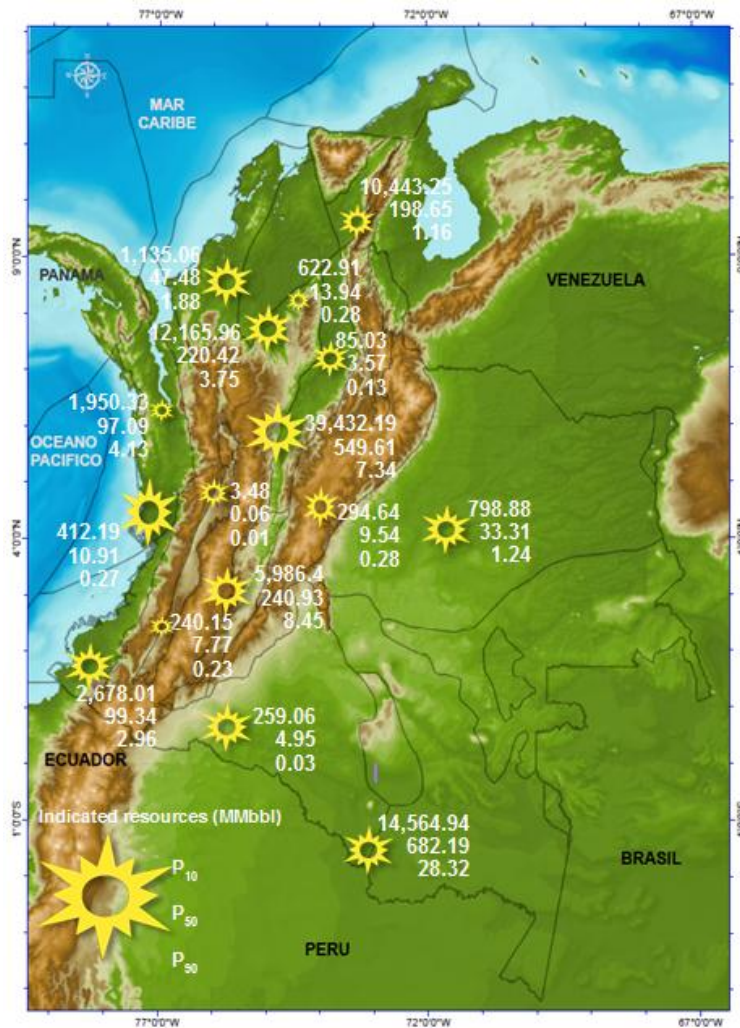 77°0'0"W
72°0'0"W
67°0'0"W
MAR
CARIBE
10,443.25
198.65
1.16
9°0'0"N
1,135.06
47.48
1.88
PANAMA
622.91
13.94
0.28
VENEZUELA
12,165.96
220.42
3.75
85.03
3.57
0.13
1,950.33
97.09
4.13
OCEANO
PACIFICO
39,432.19
549.61
7.34
3.48
0.06
0.01
294.64
9.54
0.28
798.88
33.31
1.24
4°0'0"N
412.19
10.91
0.27
5,986.4
240.93
8.45
240.15
7.77
0.23
2,678.01
99.34
2.96
259.06
4.95
0.03
ECUADOR
Indicated resources (MMbbl)
1°0'0"S
14,564.94
682.19
28.32
P10
P50
P90
BRASIL
PERU
77°0'0"W
72°0'0"W
67°0'0"W